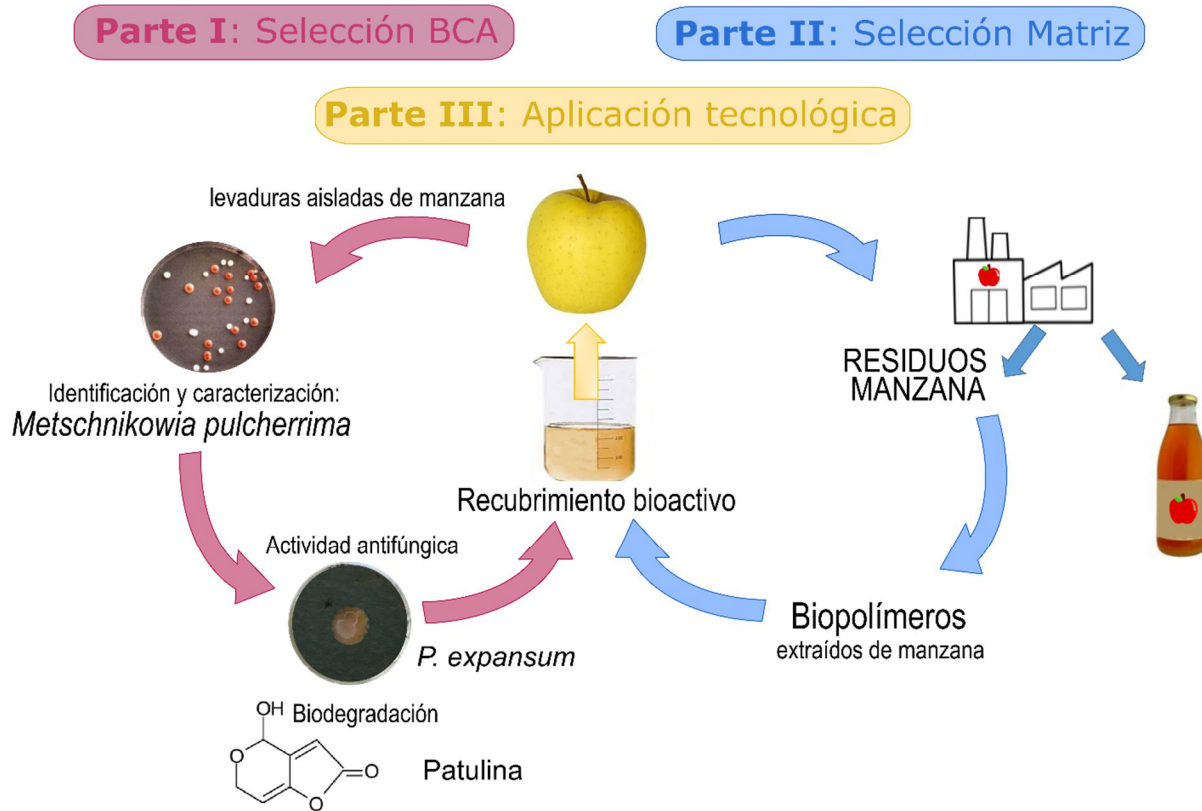 Parte I: Selección BCA
Parte II: Selección Matriz
Parte III: Aplicación tecnológica
levaduras aisladas de manzana
Identificación y caracterización:
Metschnikowia pulcherrima
RESIDUOS
MANZANA
Recubrimiento bioactivo
Actividad antifúngica
P. expansum
Biopolímeros
extraídos de manzana
OH
Biodegradación
O
O
O
Patulina